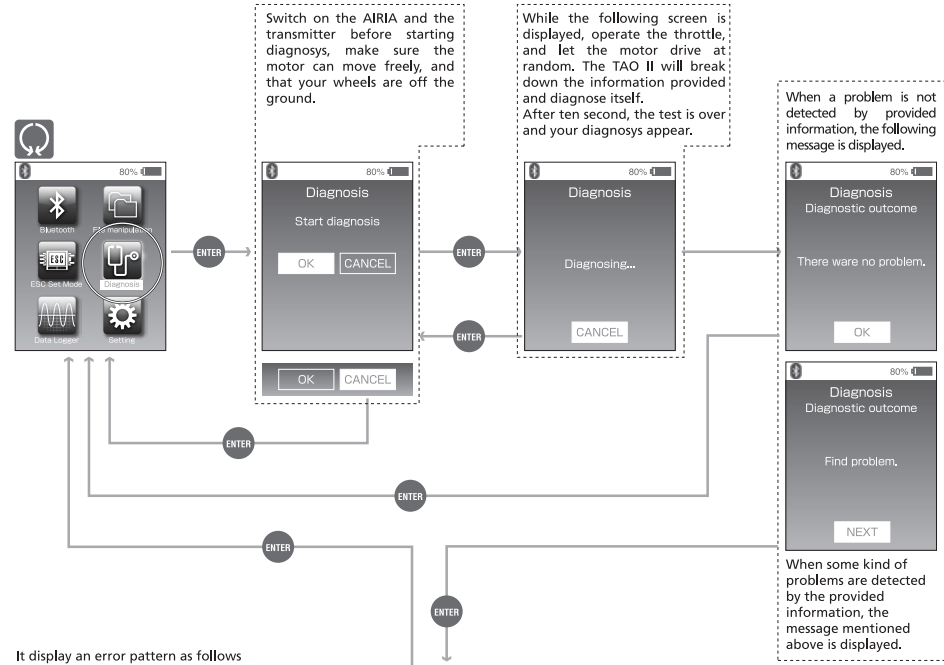 Switch on the AIRIA and the
transmitter before starting
diagnosys, make sure the
motor can move freely, and
that your wheels are off the
ground.
While the following screen is
displayed, operate the throttle,
and let the motor drive at
random. The TAO II will break
down the information provided
and diagnose itself.
After ten second, the test is over
and your diagnosys appear.
When a problem is not
detected by provided
information, the following
message is displayed.
80%
Bluetooth
File manipulation
ESC
ESC Set Mode
Diagnosis
Data Logger
Setting
ENTER
80%
Diagnosis
Start diagnosis
OK CANCEL
OK CANCEL
ENTER
ENTER
80%
Diagnosis
Diagnosing...
CANCEL
80%
Diagnosis
Diagnostic outcome
There ware no problem.
OK
80%
Diagnosis
Diagnostic outcome
Find problem.
NEXT
When some kind of
problems are detected
by the provided
information, the
message mentioned
above is displayed.
ENTER
ENTER
ENTER
ENTER
It display an error pattern as follows